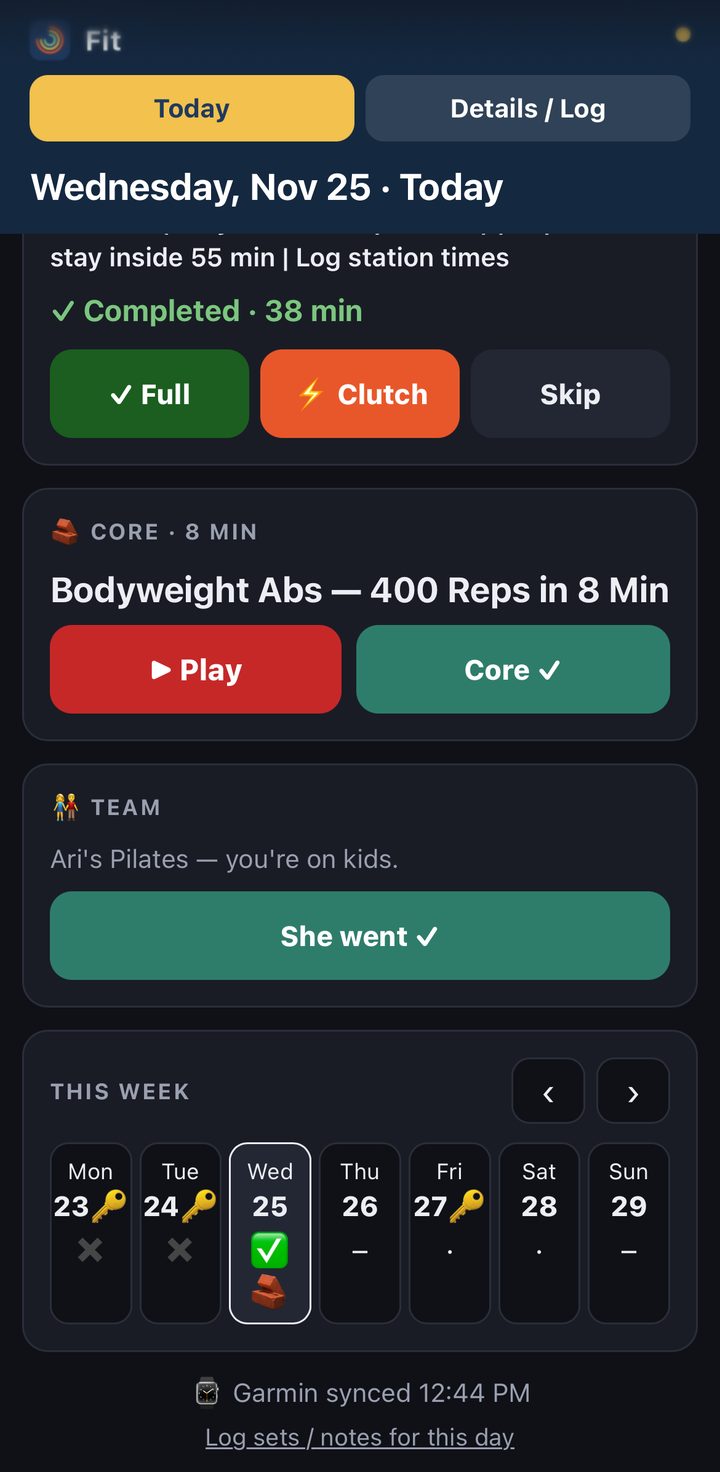 Fit
Today
Details / Log
Wednesday, Nov 25 · Today
stay inside 55 min | Log station times
✓ Completed · 38 min
✓ Full
⚡ Clutch
Skip
🧱 CORE · 8 MIN
Bodyweight Abs — 400 Reps in 8 Min
▶ Play
Core ✓
👫 TEAM
Ari's Pilates — you're on kids.
She went ✓
THIS WEEK
‹ ›
Mon Tue Wed Thu Fri Sat Sun
23🔑 24🔑 25 26 27🔑 28 29
✖ ✖ ✅ – · · –
🧱
⌚ Garmin synced 12:44 PM
Log sets / notes for this day